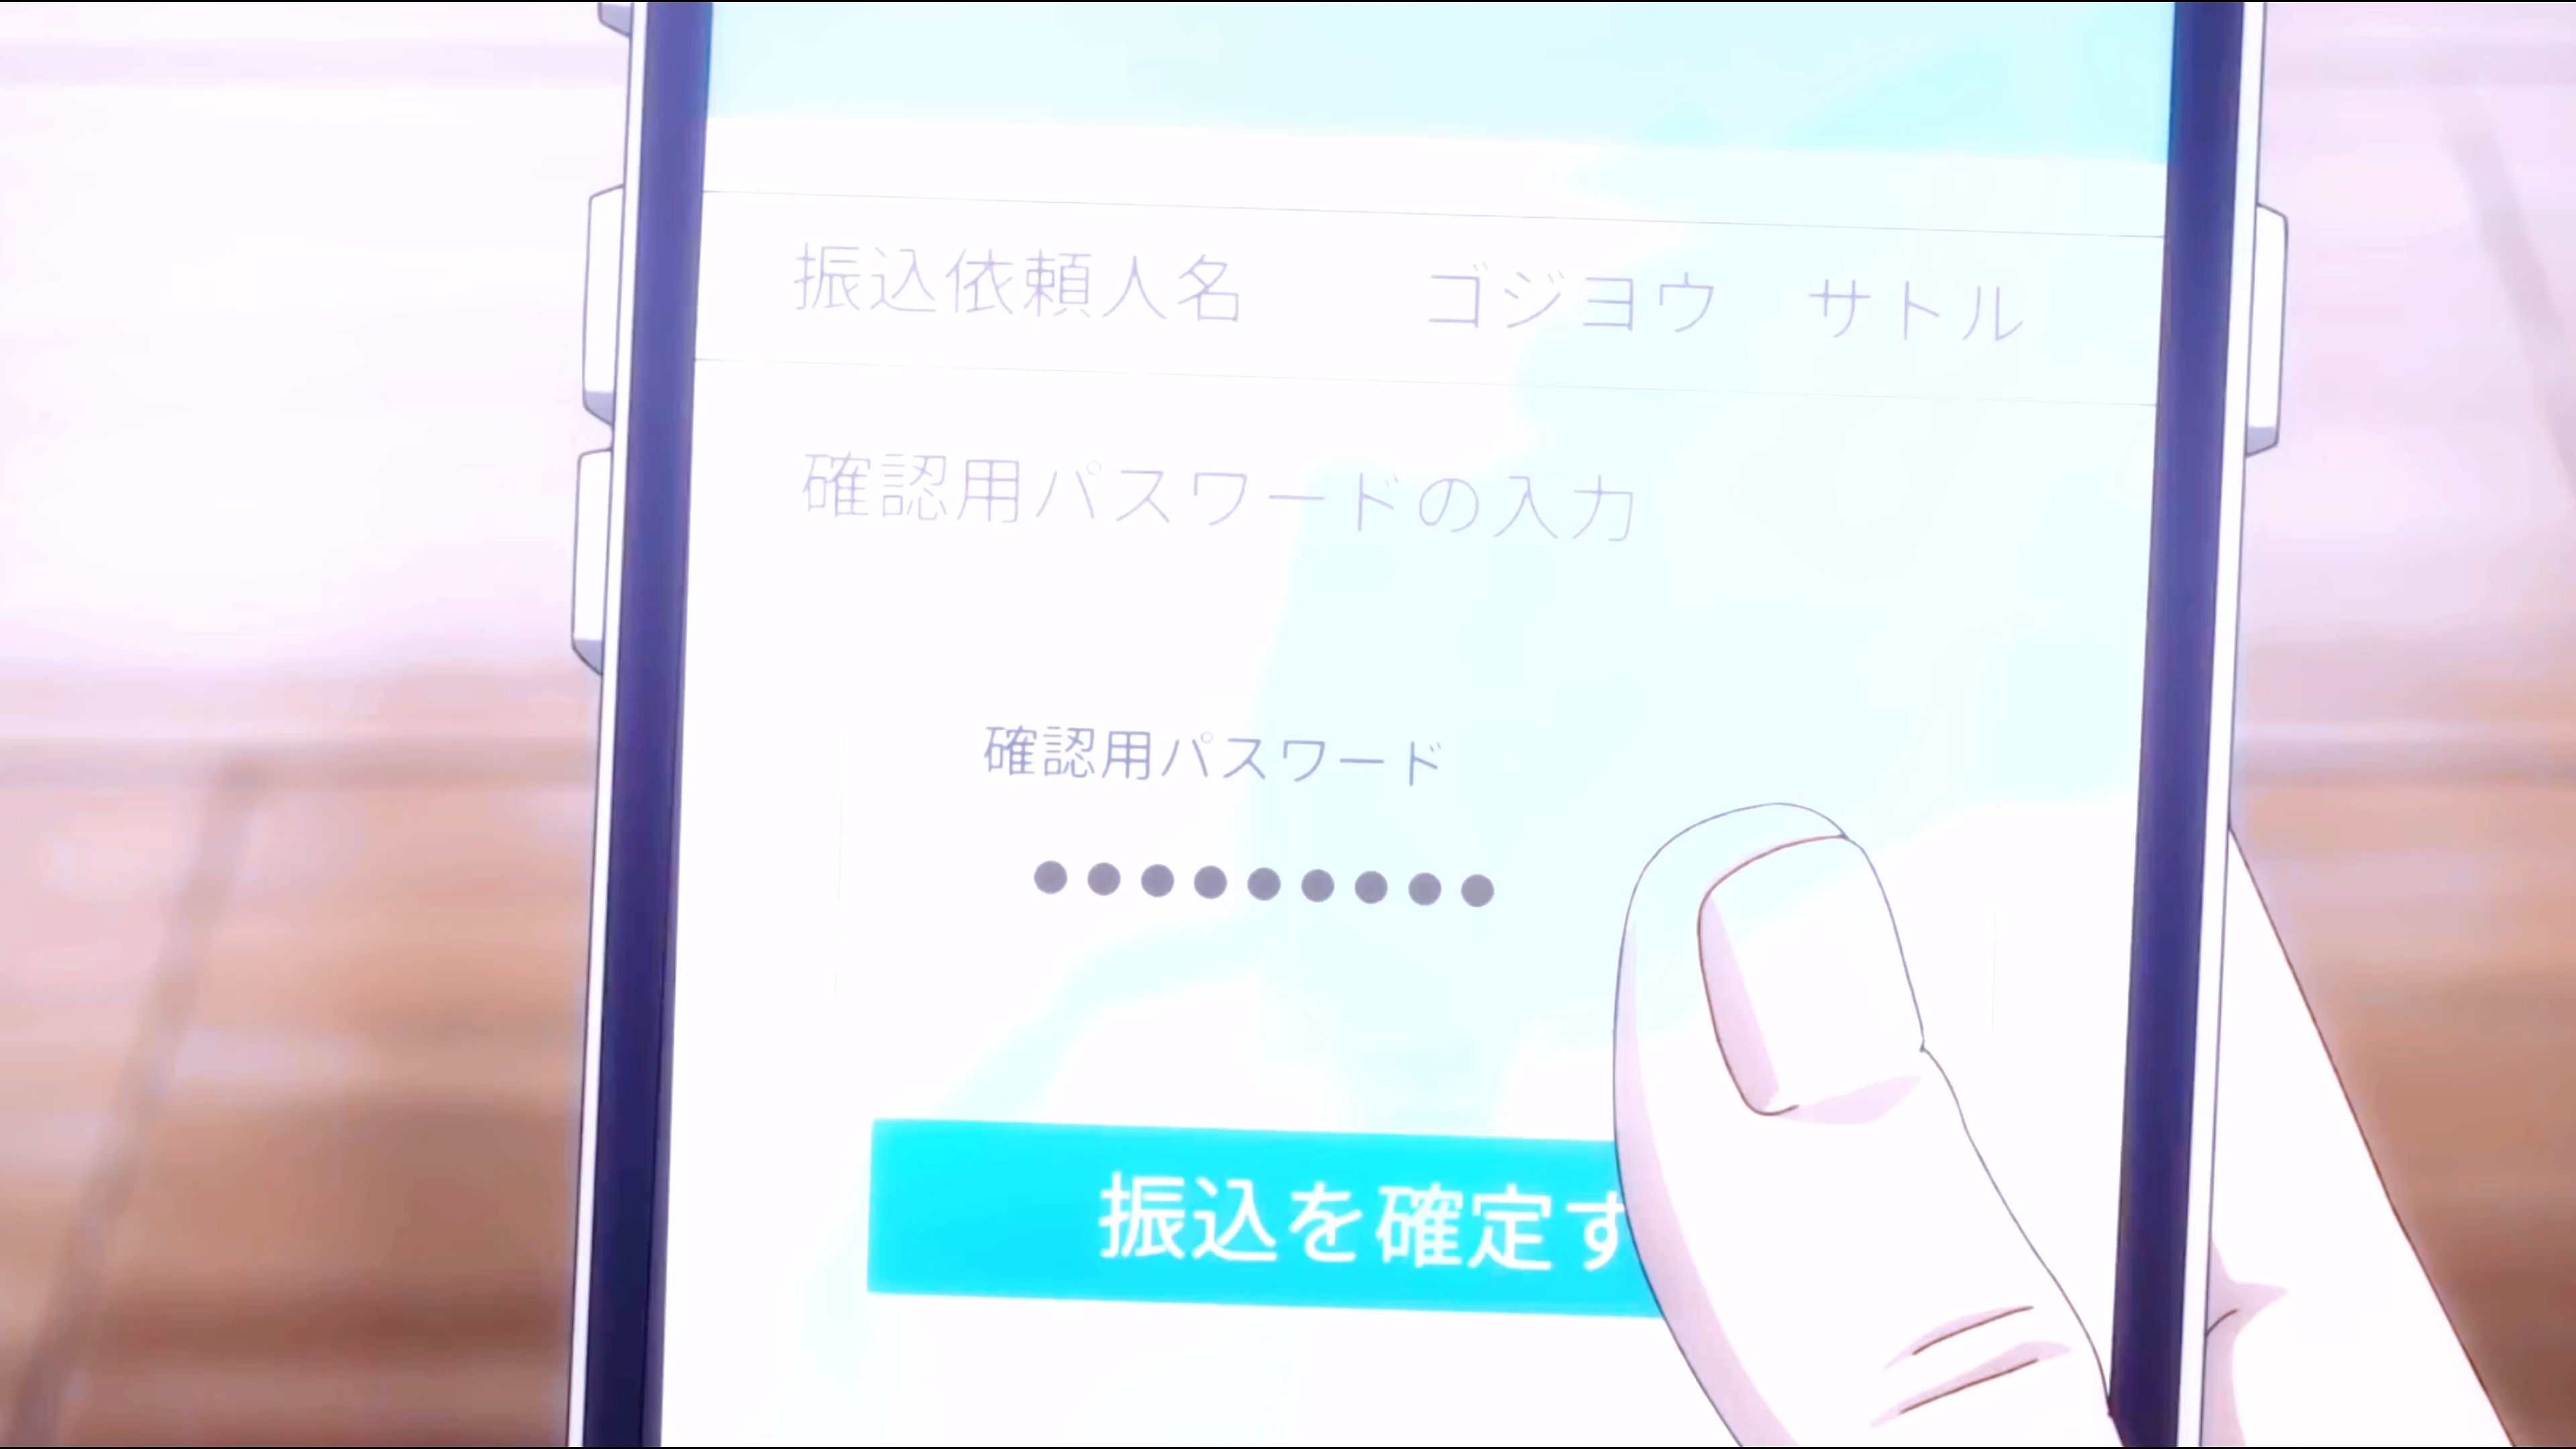 振込依頼人名 ゴジヨウ サトル
確認用パスワードの入力
確認用パスワード
●●●●●●●●●
振込を確定す